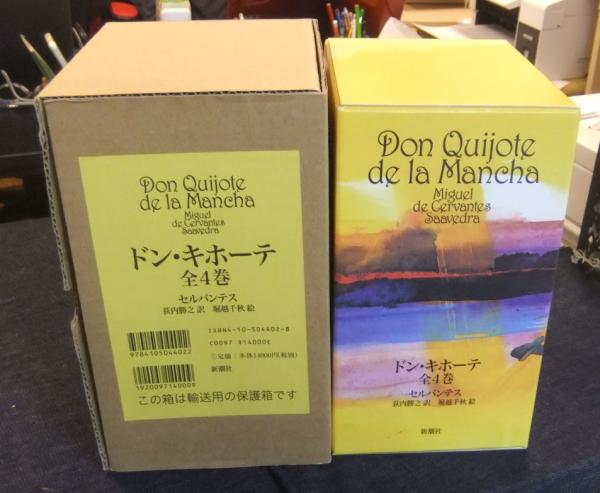 Don Quijote
de la Mancha
Miguel
de Cervantes
Saavedra
ドン・キホーテ
全4巻
セルバンテス
荻内勝之 訳 堀越千秋 絵
9784105044022
1920097140009
ISBN4-10-504402-8
C0097 ¥14000E
定価:本体14000円(税別)
新潮社
この箱は輸送用の保護箱です
Don Quijote
de la Mancha
Miguel
de Cervantes
Saavedra
ドン・キホーテ
全4巻
セルバンテス
荻内勝之 訳 堀越千秋 絵
新潮社